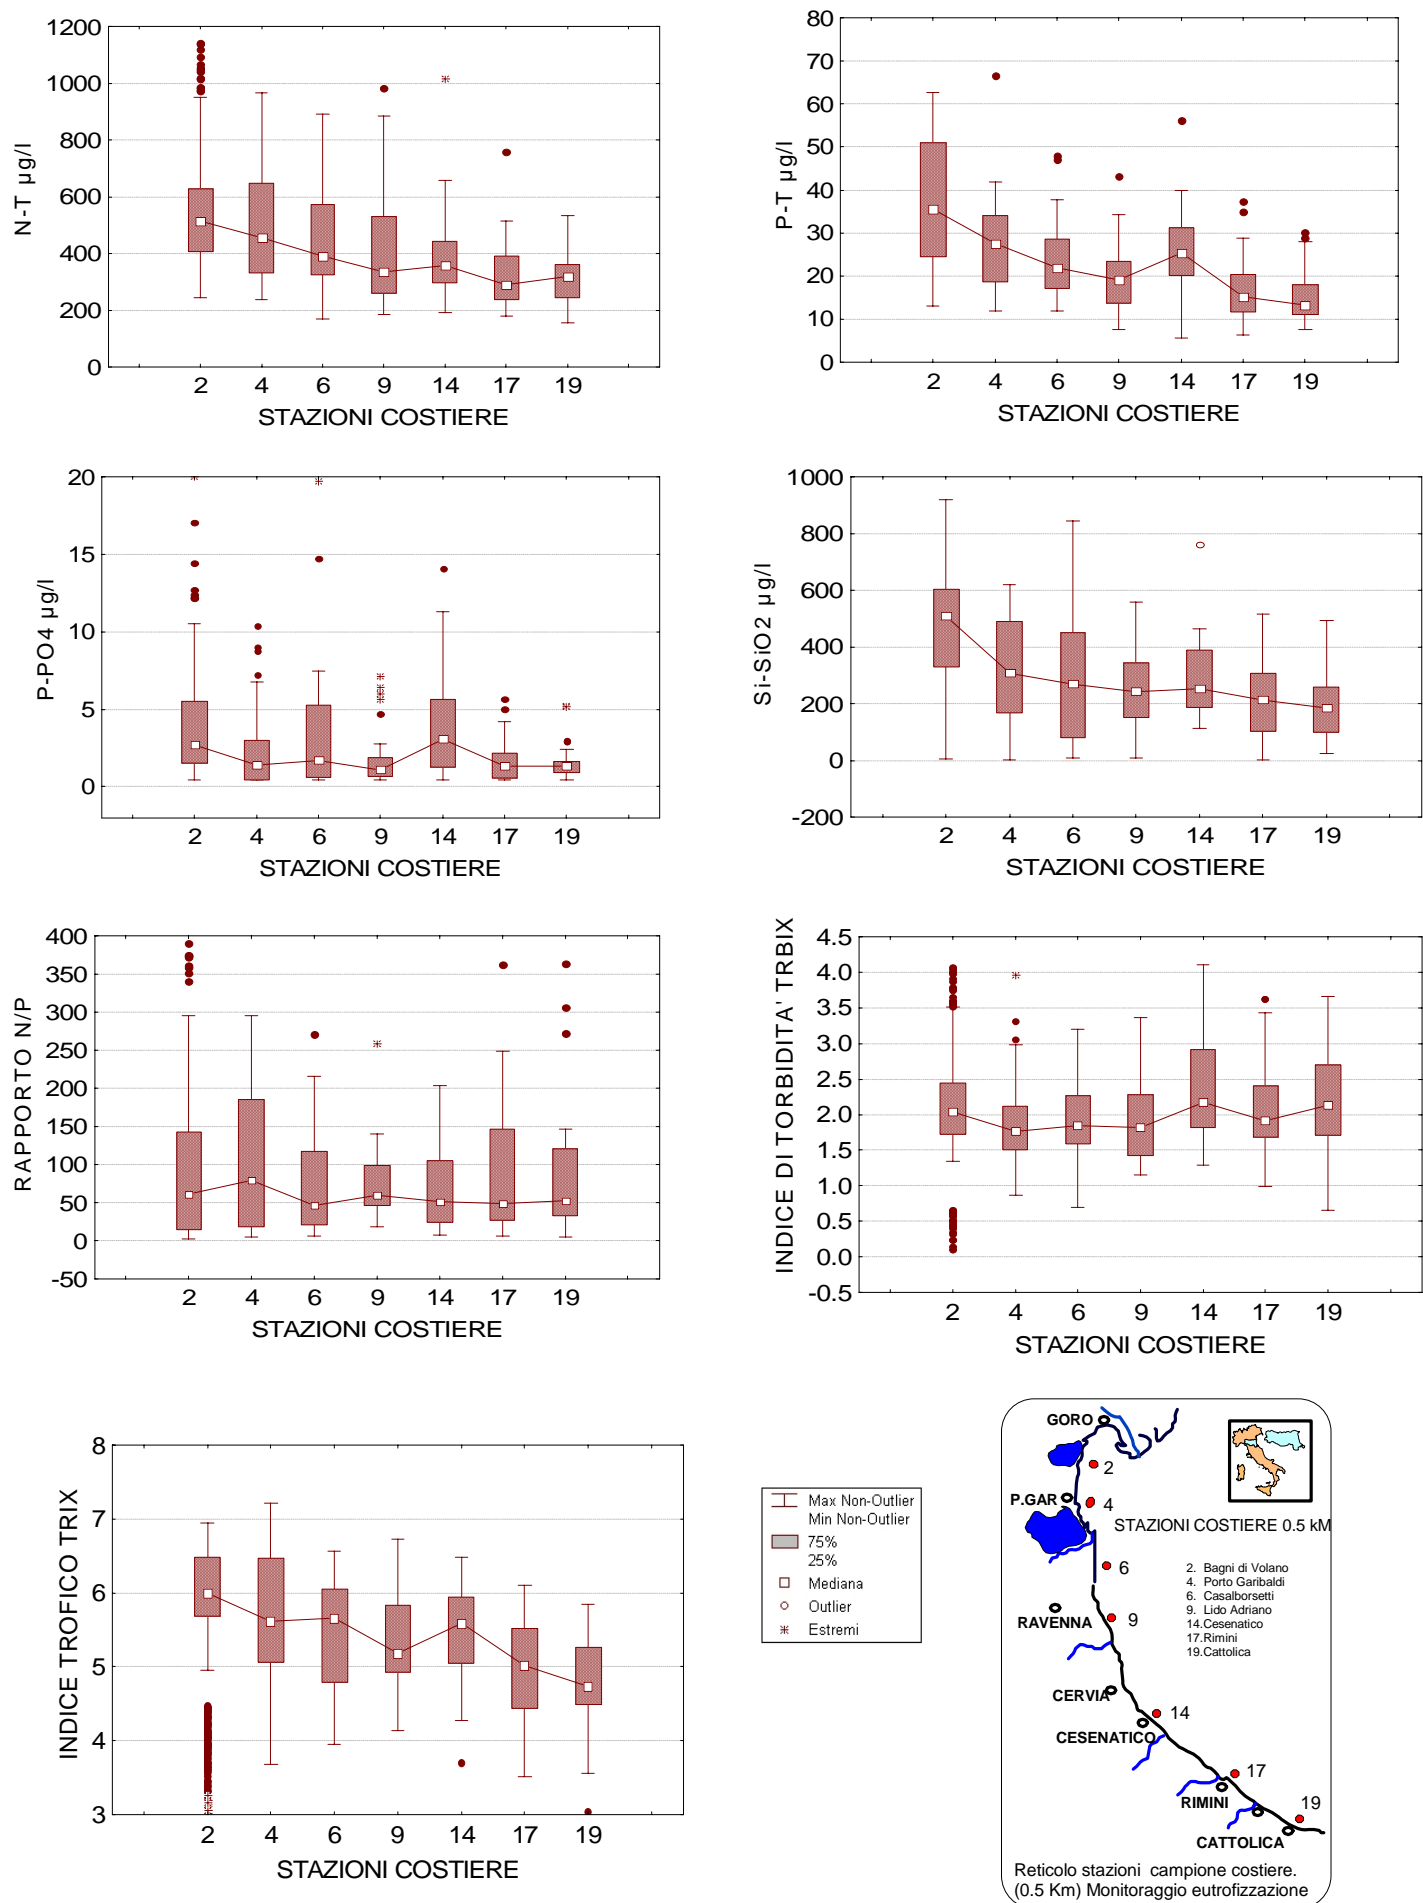 1200
1000
800
600
400
200
0
N-T µg/l
2 4 6 9 14 17 19
STAZIONI COSTIERE
80
70
60
50
40
30
20
10
0
P-T µg/l
2 4 6 9 14 17 19
STAZIONI COSTIERE
20
15
10
5
0
P-PO4 µg/l
2 4 6 9 14 17 19
STAZIONI COSTIERE
1000
800
600
400
200
0
-200
Si-SiO2 µg/l
2 4 6 9 14 17 19
STAZIONI COSTIERE
400
350
300
250
200
150
100
50
0
-50
RAPPORTO N/P
2 4 6 9 14 17 19
STAZIONI COSTIERE
4.5
4.0
3.5
3.0
2.5
2.0
1.5
1.0
0.5
0.0
-0.5
INDICE DI TORBIDITA' TRBIX
2 4 6 9 14 17 19
STAZIONI COSTIERE
8
7
6
5
4
3
INDICE TROFICO TRIX
2 4 6 9 14 17 19
STAZIONI COSTIERE
Max Non-Outlier
Min Non-Outlier
75%
25%
Mediana
Outlier
Estremi
GORO
2
P.GAR
4
STAZIONI COSTIERE 0.5 kM
6
2. Bagni di Volano
4. Porto Garibaldi
6. Casalborsetti
9. Lido Adriano
14.Cesenatico
17.Rimini
19.Cattolica
RAVENNA
9
CERVIA
14
CESENATICO
17
RIMINI
19
CATTOLICA
Reticolo stazioni campione costiere.
(0.5 Km) Monitoraggio eutrofizzazione